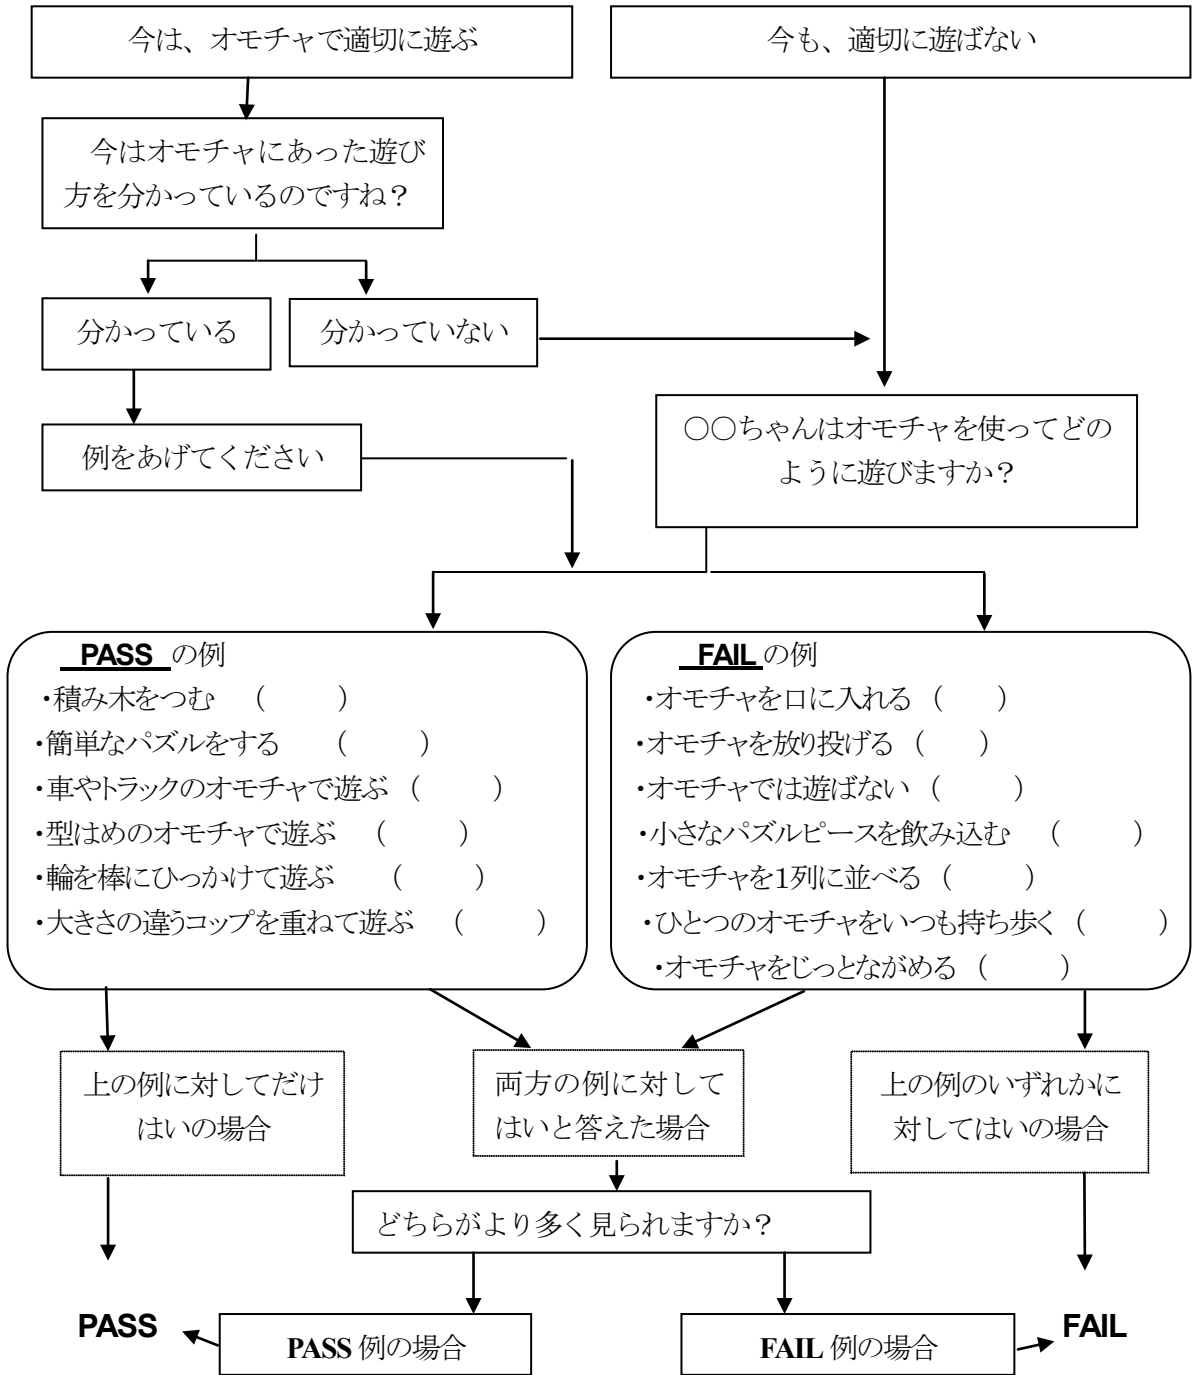 今は、オモチャで適切に遊ぶ
今も、適切に遊ばない
今はオモチャにあった遊び
方を分かっているのですね？
分かっている
分かっていない
例をあげてください
〇〇ちゃんはオモチャを使ってどの
ように遊びますか？
PASS の例
・積み木をつむ （　　）
・簡単なパズルをする （　　）
・車やトラックのオモチャで遊ぶ （　　）
・型はめのオモチャで遊ぶ （　　）
・輪を棒にひっかけて遊ぶ （　　）
・大きさの違うコップを重ねて遊ぶ （　　）
FAIL の例
・オモチャを口に入れる （　　）
・オモチャを放り投げる （　　）
・オモチャでは遊ばない （　　）
・小さなパズルピースを飲み込む （　　）
・オモチャを1列に並べる （　　）
・ひとつのオモチャをいつも持ち歩く （　　）
・オモチャをじっとながめる （　　）
上の例に対してだけ
はいの場合
両方の例に対して
はいと答えた場合
上の例のいずれかに
対してはいの場合
どちらがより多く見られますか？
PASS
PASS 例の場合
FAIL 例の場合
FAIL